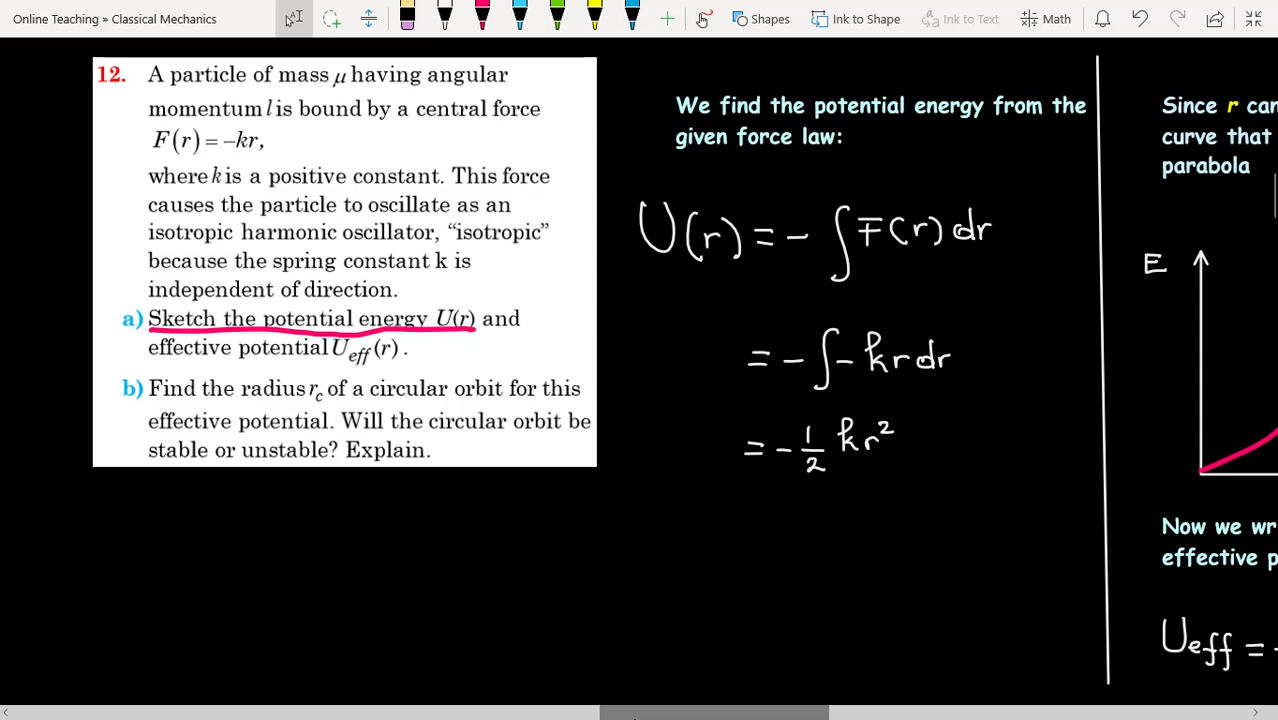 Online Teaching » Classical Mechanics
Shapes
Ink to Shape
Ink to Text
Math
12. A particle of mass μ having angular
momentum l is bound by a central force
F(r) = –kr,
where k is a positive constant. This force
causes the particle to oscillate as an
isotropic harmonic oscillator, “isotropic”
because the spring constant k is
independent of direction.
a) Sketch the potential energy U(r) and
effective potential U_eff (r) .
b) Find the radius r_c of a circular orbit for this
effective potential. Will the circular orbit be
stable or unstable? Explain.
We find the potential energy from the
given force law:
U(r) = - ∫ F(r) dr
= - ∫ - kr dr
= - 1/2 kr²
Since r can
curve that
parabola
E
Now we wr
effective p
U_eff = -